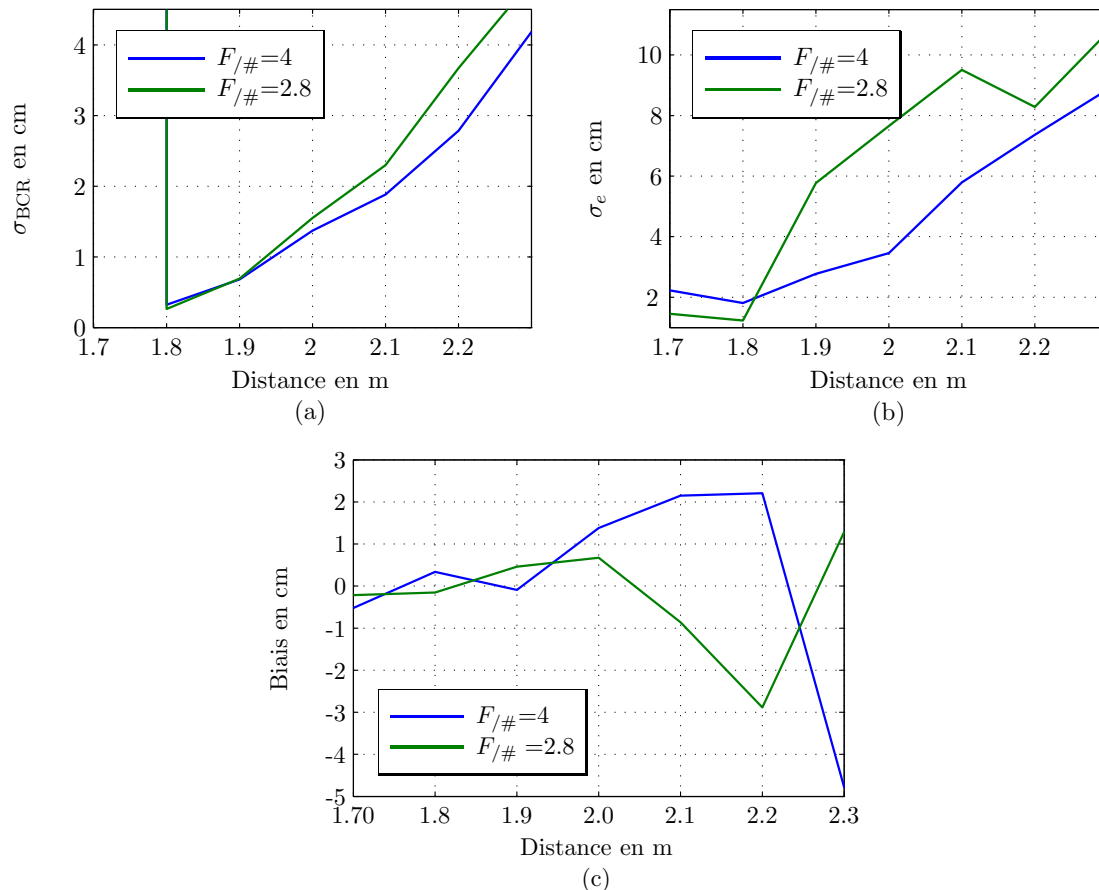 4
3
2
1
0
σBCR en cm
F/#=4
F/#=2.8
1.7 1.8 1.9 2 2.1 2.2
Distance en m
(a)
10
8
6
4
2
σe en cm
F/#=4
F/#=2.8
1.7 1.8 1.9 2 2.1 2.2
Distance en m
(b)
3
2
1
0
-1
-2
-3
-4
-5
Biais en cm
F/#=4
F/# =2.8
1.70 1.8 1.9 2.0 2.1 2.2 2.3
Distance en m
(c)